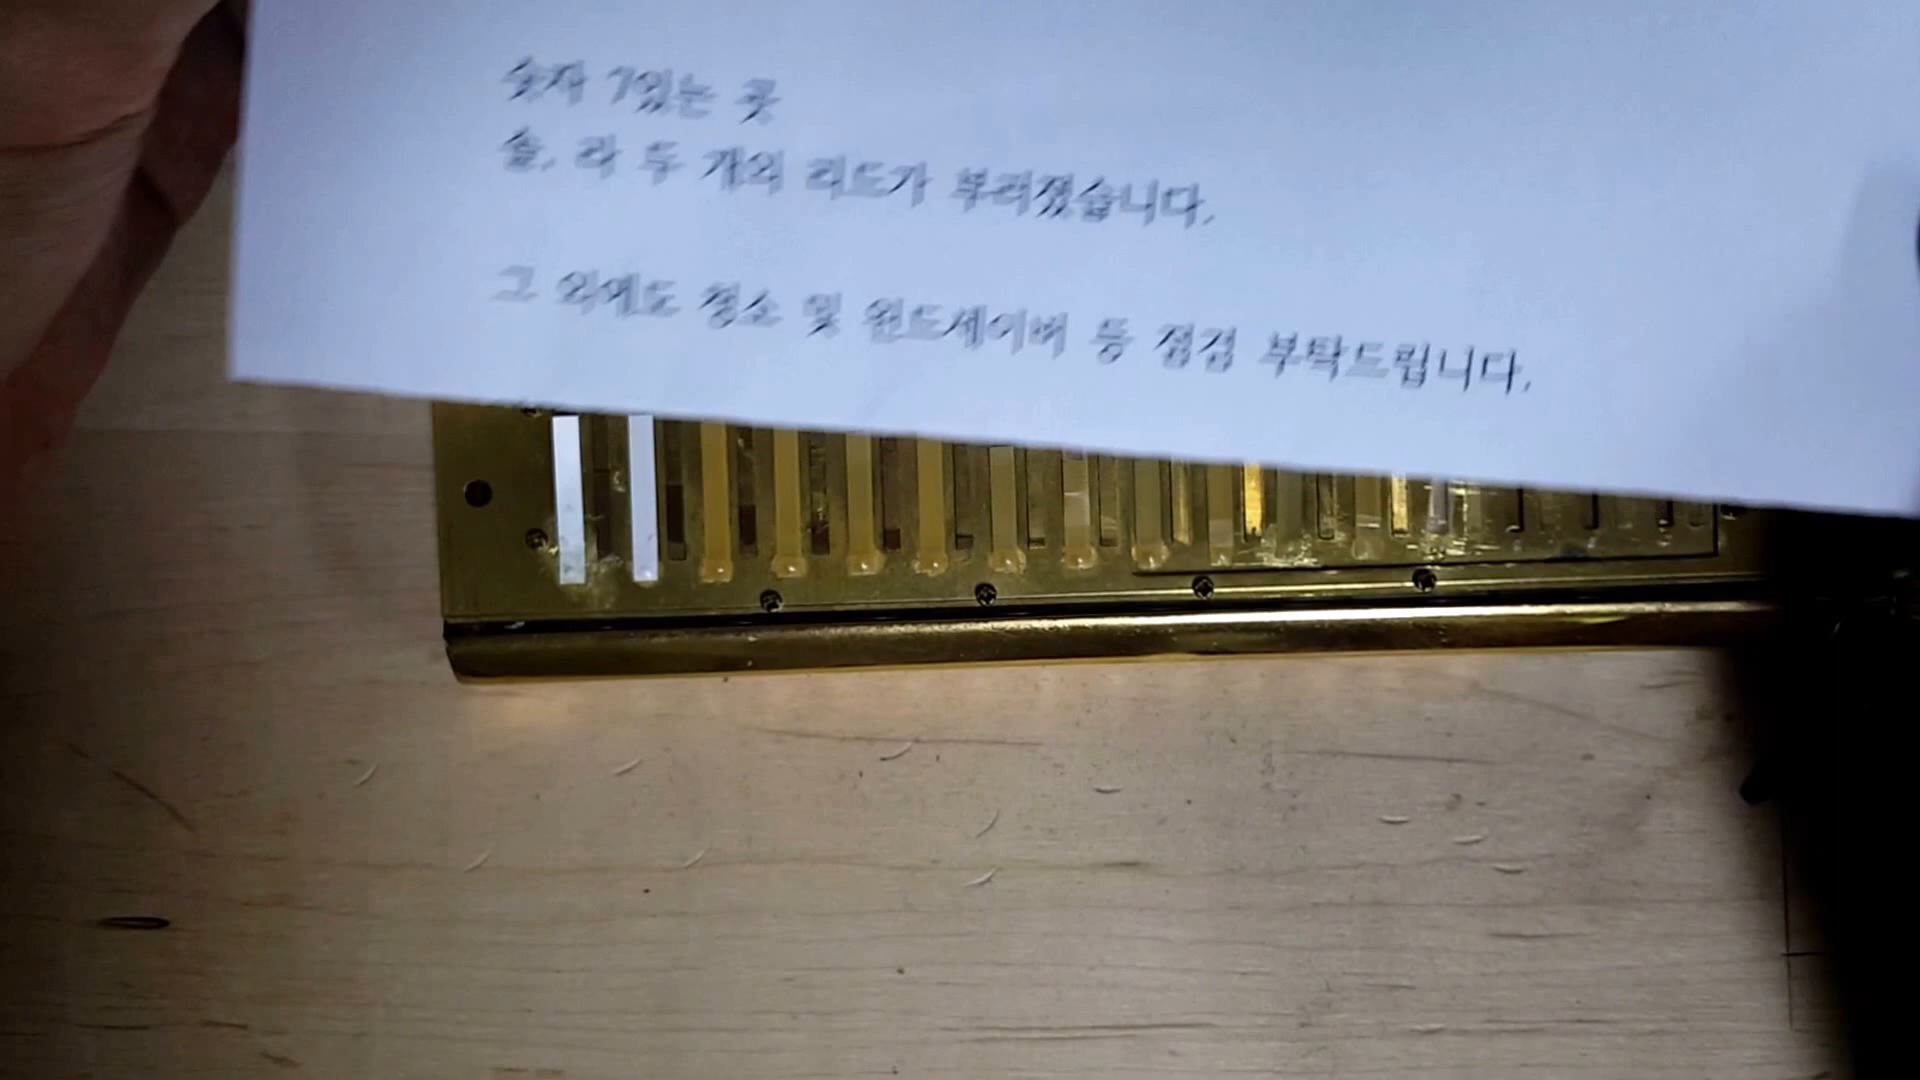 숫자 7있는 곳
솔, 라 두 개의 리드가 부러졌습니다.
그 외에도 청소 및 윈드세이버 등 점검 부탁드립니다.